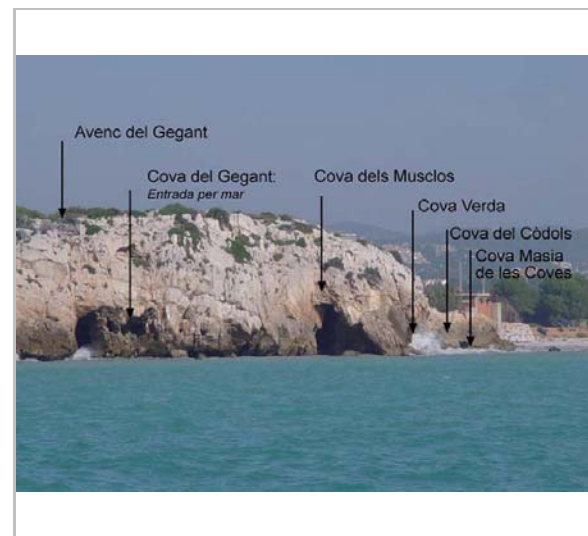 Avenc del Gegant
Cova del Gegant:
Entrada per mar
Cova dels Musclos
Cova Verda
Cova del Còdols
Cova Masia
de les Coves